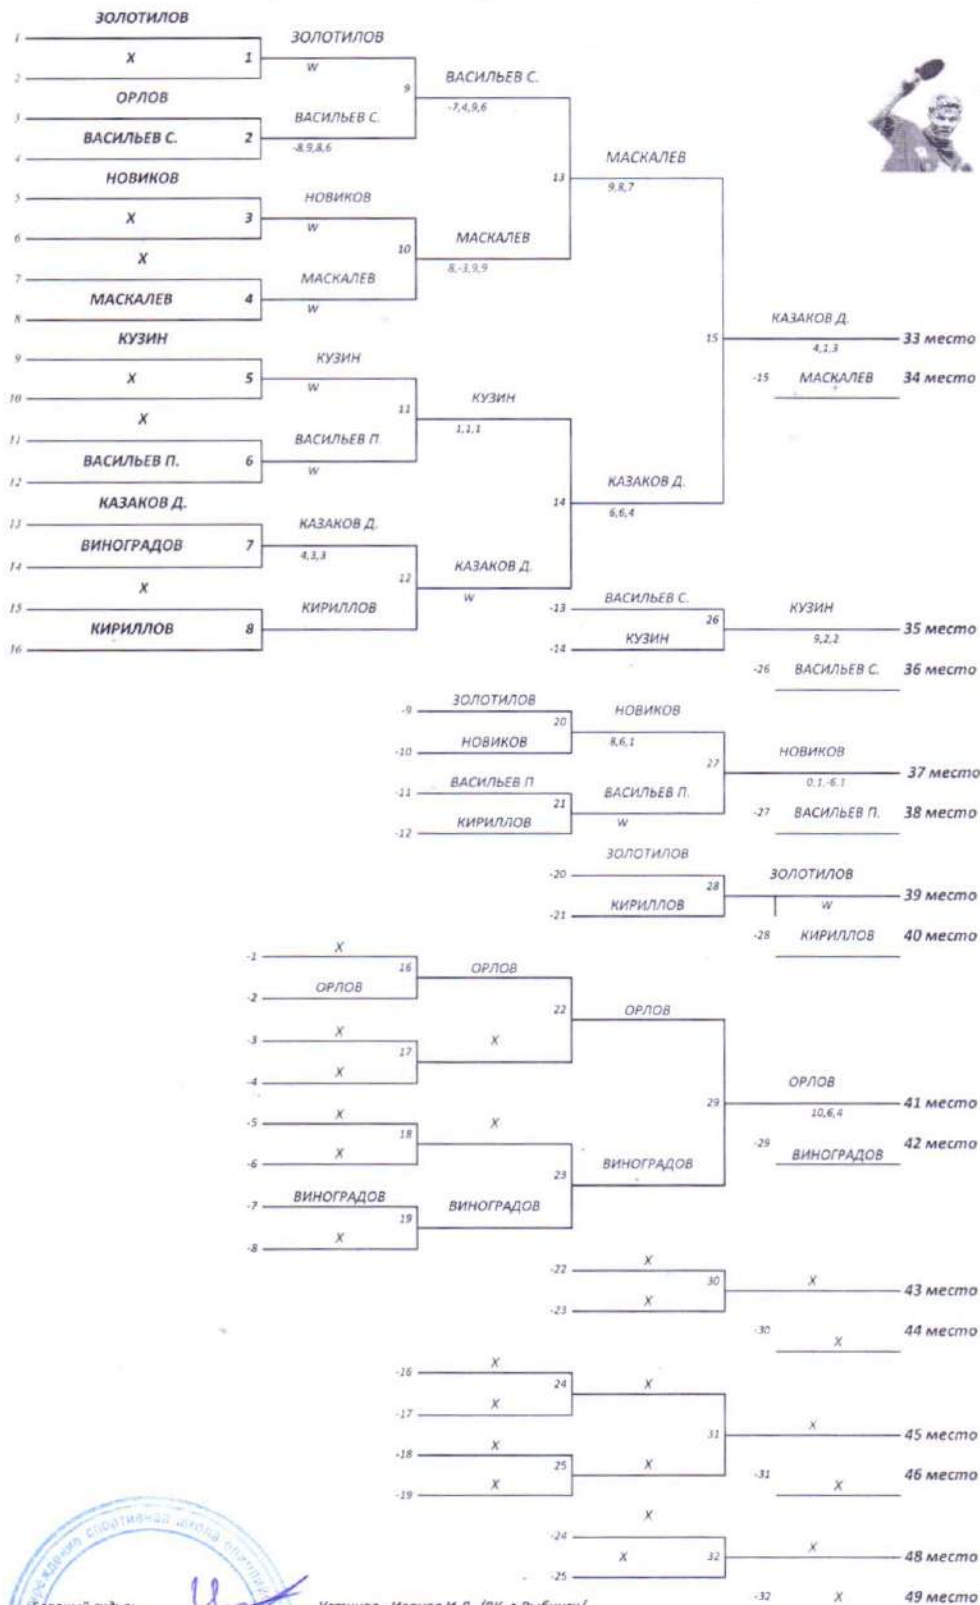 ЗОЛОТИЛОВ
1
X 1
2
ЗОЛОТИЛОВ
W
ОРЛОВ
3
ВАСИЛЬЕВ С. 2
4
ВАСИЛЬЕВ С.
-8,9,8,6
9
ВАСИЛЬЕВ С.
-7,4,9,6
НОВИКОВ
5
X 3
6
НОВИКОВ
W
X
7
МАСКАЛЕВ 4
8
МАСКАЛЕВ
W
10
МАСКАЛЕВ
8,-3,9,9
13
МАСКАЛЕВ
9,8,7
КУЗИН
9
X 5
10
КУЗИН
W
X
11
ВАСИЛЬЕВ П. 6
12
ВАСИЛЬЕВ П.
W
11
КУЗИН
1,1,1
КАЗАКОВ Д.
13
ВИНОГРАДОВ 7
14
КАЗАКОВ Д.
4,3,3
X
15
КИРИЛЛОВ 8
16
КИРИЛЛОВ
12
КАЗАКОВ Д.
W
14
КАЗАКОВ Д.
6,6,4
15
КАЗАКОВ Д.
4,1,3
33 место
-15 МАСКАЛЕВ 34 место
-13 ВАСИЛЬЕВ С.
26
-14 КУЗИН
КУЗИН
9,2,2
35 место
-26 ВАСИЛЬЕВ С. 36 место
-9 ЗОЛОТИЛОВ
20
-10 НОВИКОВ
НОВИКОВ
8,6,1
-11 ВАСИЛЬЕВ П
21
-12 КИРИЛЛОВ
ВАСИЛЬЕВ П.
W
27
НОВИКОВ
0,1,-6,1
37 место
-27 ВАСИЛЬЕВ П. 38 место
-20 ЗОЛОТИЛОВ
28
-21 КИРИЛЛОВ
ЗОЛОТИЛОВ
W
39 место
-28 КИРИЛЛОВ 40 место
-1 X
16
-2 ОРЛОВ
ОРЛОВ
-3 X
17
-4 X
X
22
ОРЛОВ
-5 X
18
-6 X
X
-7 ВИНОГРАДОВ
19
-8 X
ВИНОГРАДОВ
23
ВИНОГРАДОВ
29
ОРЛОВ
10,6,4
41 место
-29 ВИНОГРАДОВ 42 место
-22 X
30
-23 X
X
43 место
-30 X 44 место
-16 X
24
-17 X
X
-18 X
25
-19 X
X
31
X
45 место
-31 X 46 место
X
-24
X 32
-25
X
48 место
-32 X 49 место